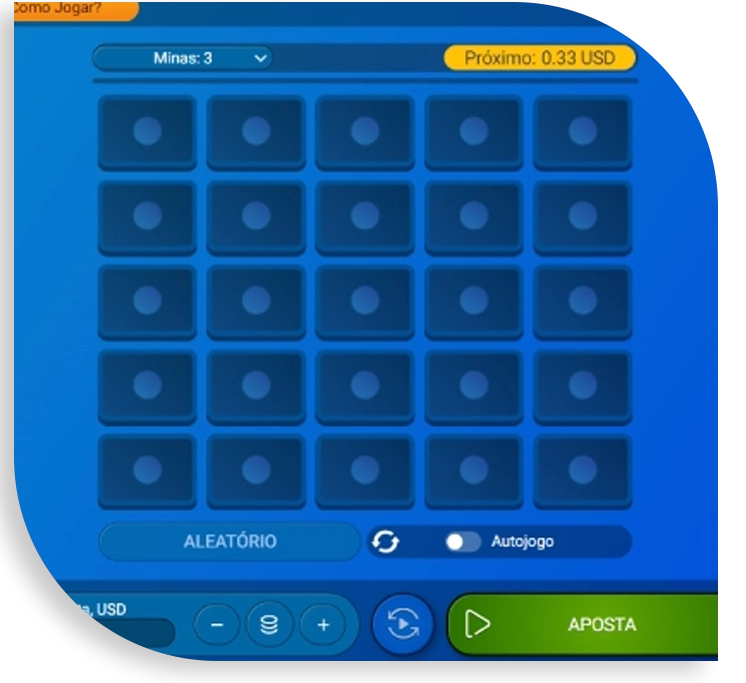 Como Jogar?
Minas: 3
Próximo: 0.33 USD
ALEATÓRIO
Autojogo
USD
APOSTA